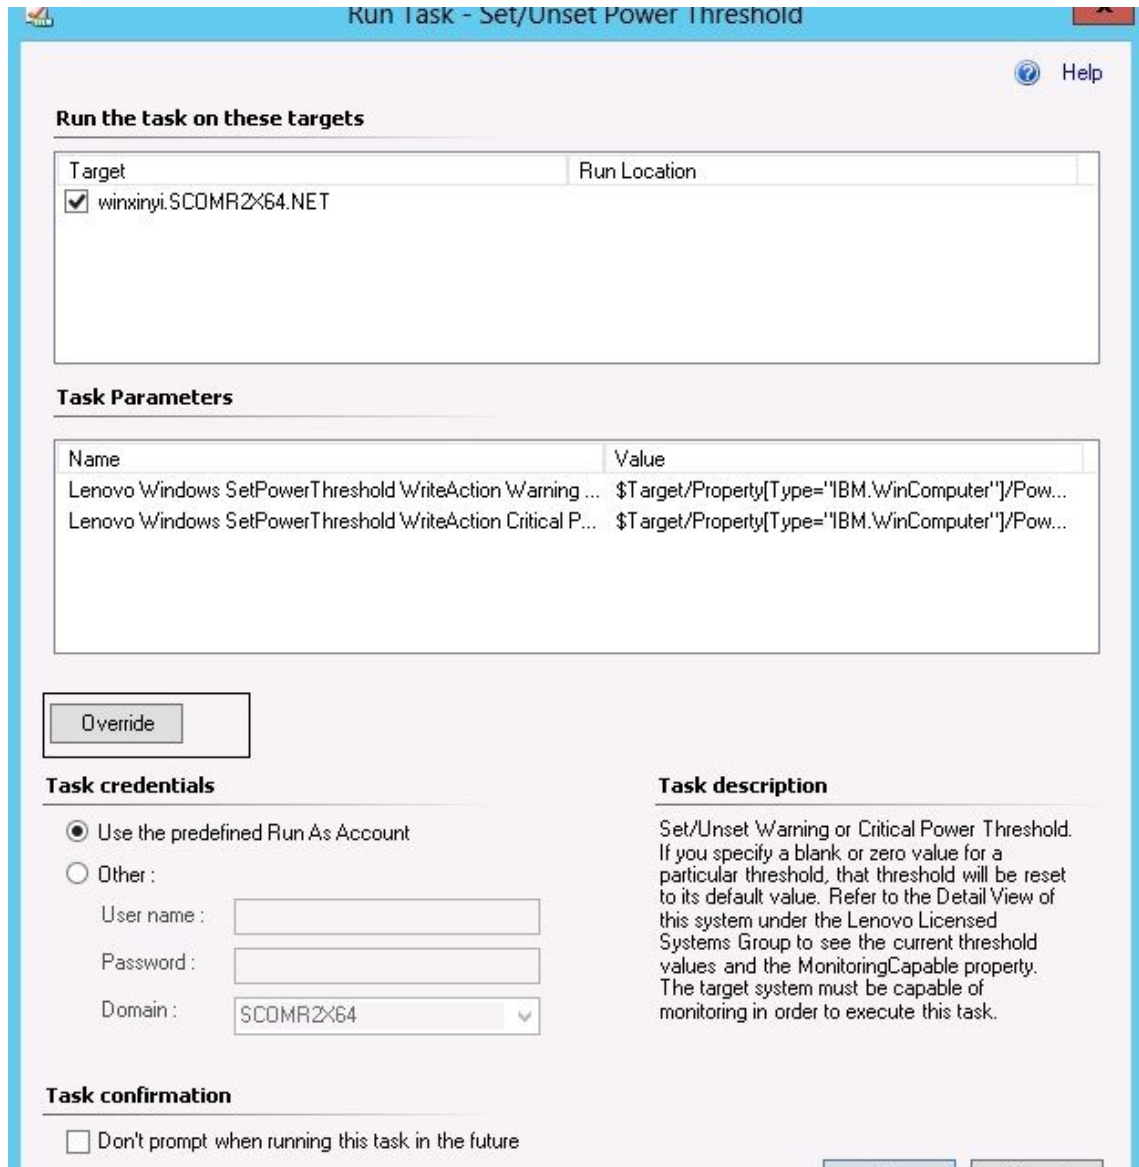 Run Task - Set/Unset Power Threshold
Help
Run the task on these targets
Target Run Location
winxinyi.SCOMR2X64.NET
Task Parameters
Name Value
Lenovo Windows SetPowerThreshold WriteAction Warning ... $Target/Property[Type="IBM.WinComputer"]/Pow...
Lenovo Windows SetPowerThreshold WriteAction Critical P... $Target/Property[Type="IBM.WinComputer"]/Pow...
Override
Task credentials
Use the predefined Run As Account
Other :
User name :
Password :
Domain : SCOMR2X64
Task description
Set/Unset Warning or Critical Power Threshold.
If you specify a blank or zero value for a
particular threshold, that threshold will be reset
to its default value. Refer to the Detail View of
this system under the Lenovo Licensed
Systems Group to see the current threshold
values and the MonitoringCapable property.
The target system must be capable of
monitoring in order to execute this task.
Task confirmation
Don't prompt when running this task in the future